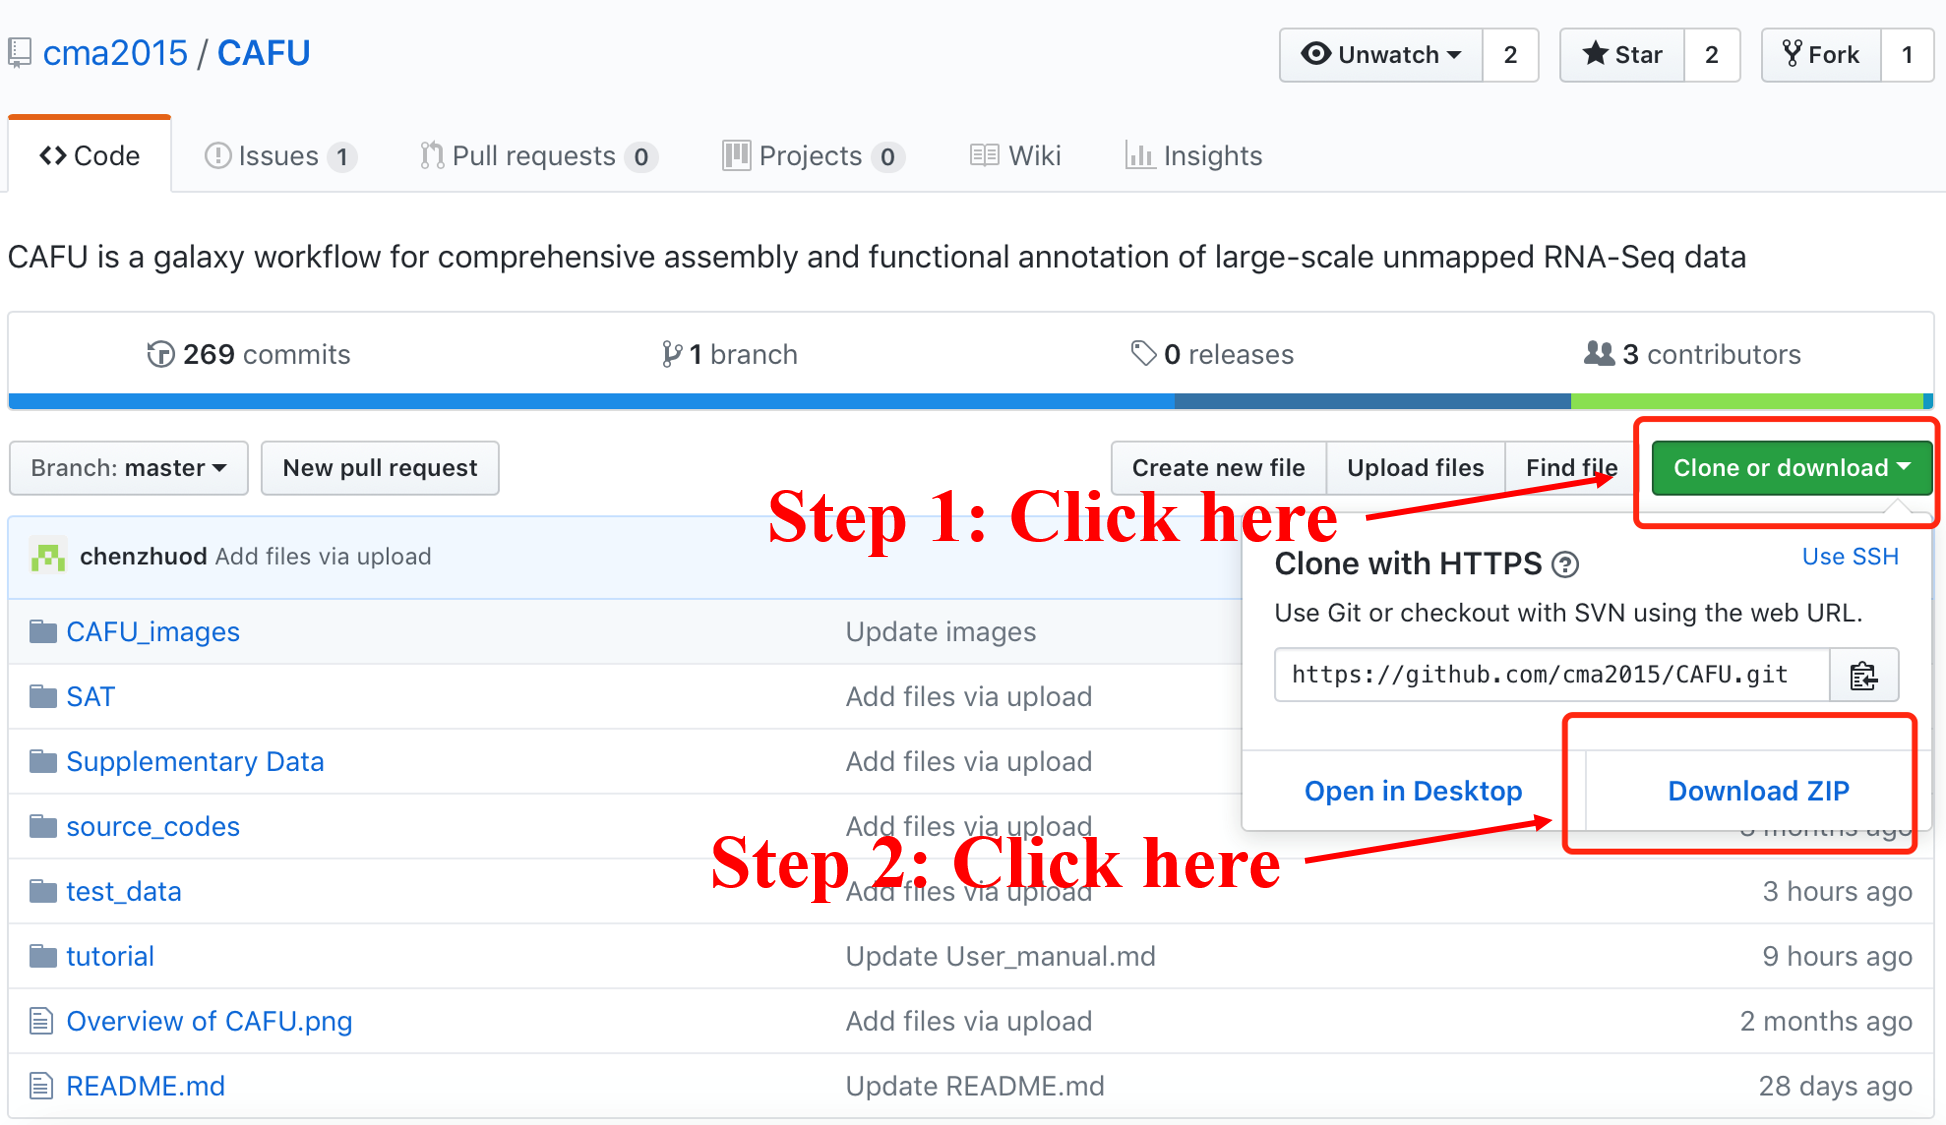 cma2015 / CAFU
Unwatch 2 Star 2 Fork 1
Code Issues 1 Pull requests 0 Projects 0 Wiki Insights
CAFU is a galaxy workflow for comprehensive assembly and functional annotation of large-scale unmapped RNA-Seq data
269 commits 1 branch 0 releases 3 contributors
Branch: master New pull request Create new file Upload files Find file Clone or download
Step 1: Click here
chenzhuod Add files via upload
Clone with HTTPS ? Use SSH
Use Git or checkout with SVN using the web URL.
https://github.com/cma2015/CAFU.git
Open in Desktop Download ZIP
CAFU_images Update images
SAT Add files via upload
Supplementary Data Add files via upload
source_codes Add files via upload months ago
Step 2: Click here
test_data Add files via upload 3 hours ago
tutorial Update User_manual.md 9 hours ago
Overview of CAFU.png Add files via upload 2 months ago
README.md Update README.md 28 days ago